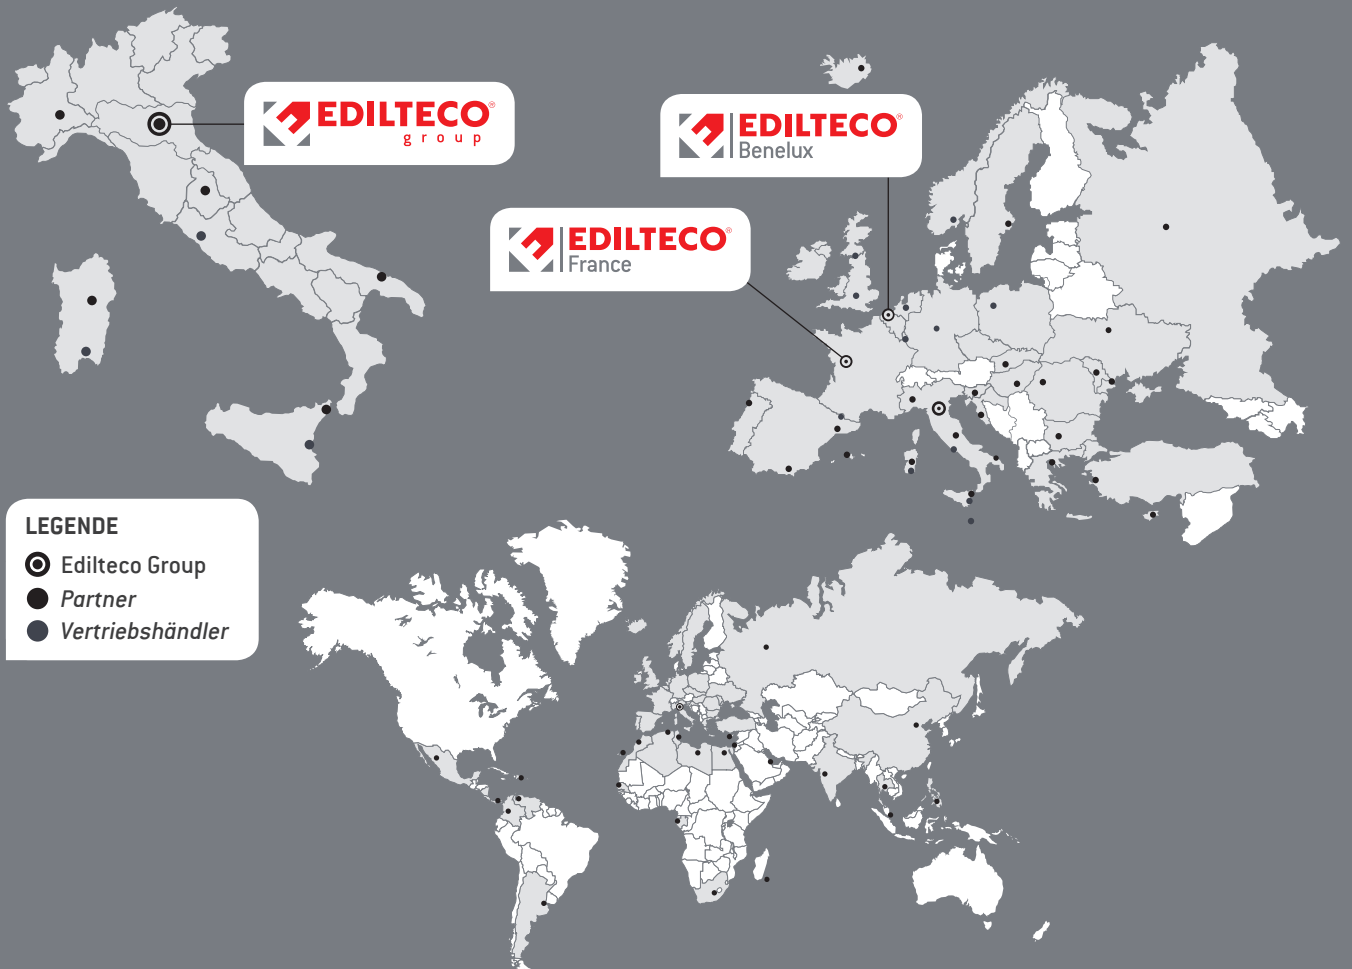 EDILTECO®
group
EDILTECO®
Benelux
EDILTECO®
France
LEGENDE
Edilteco Group
Partner
Vertriebshändler